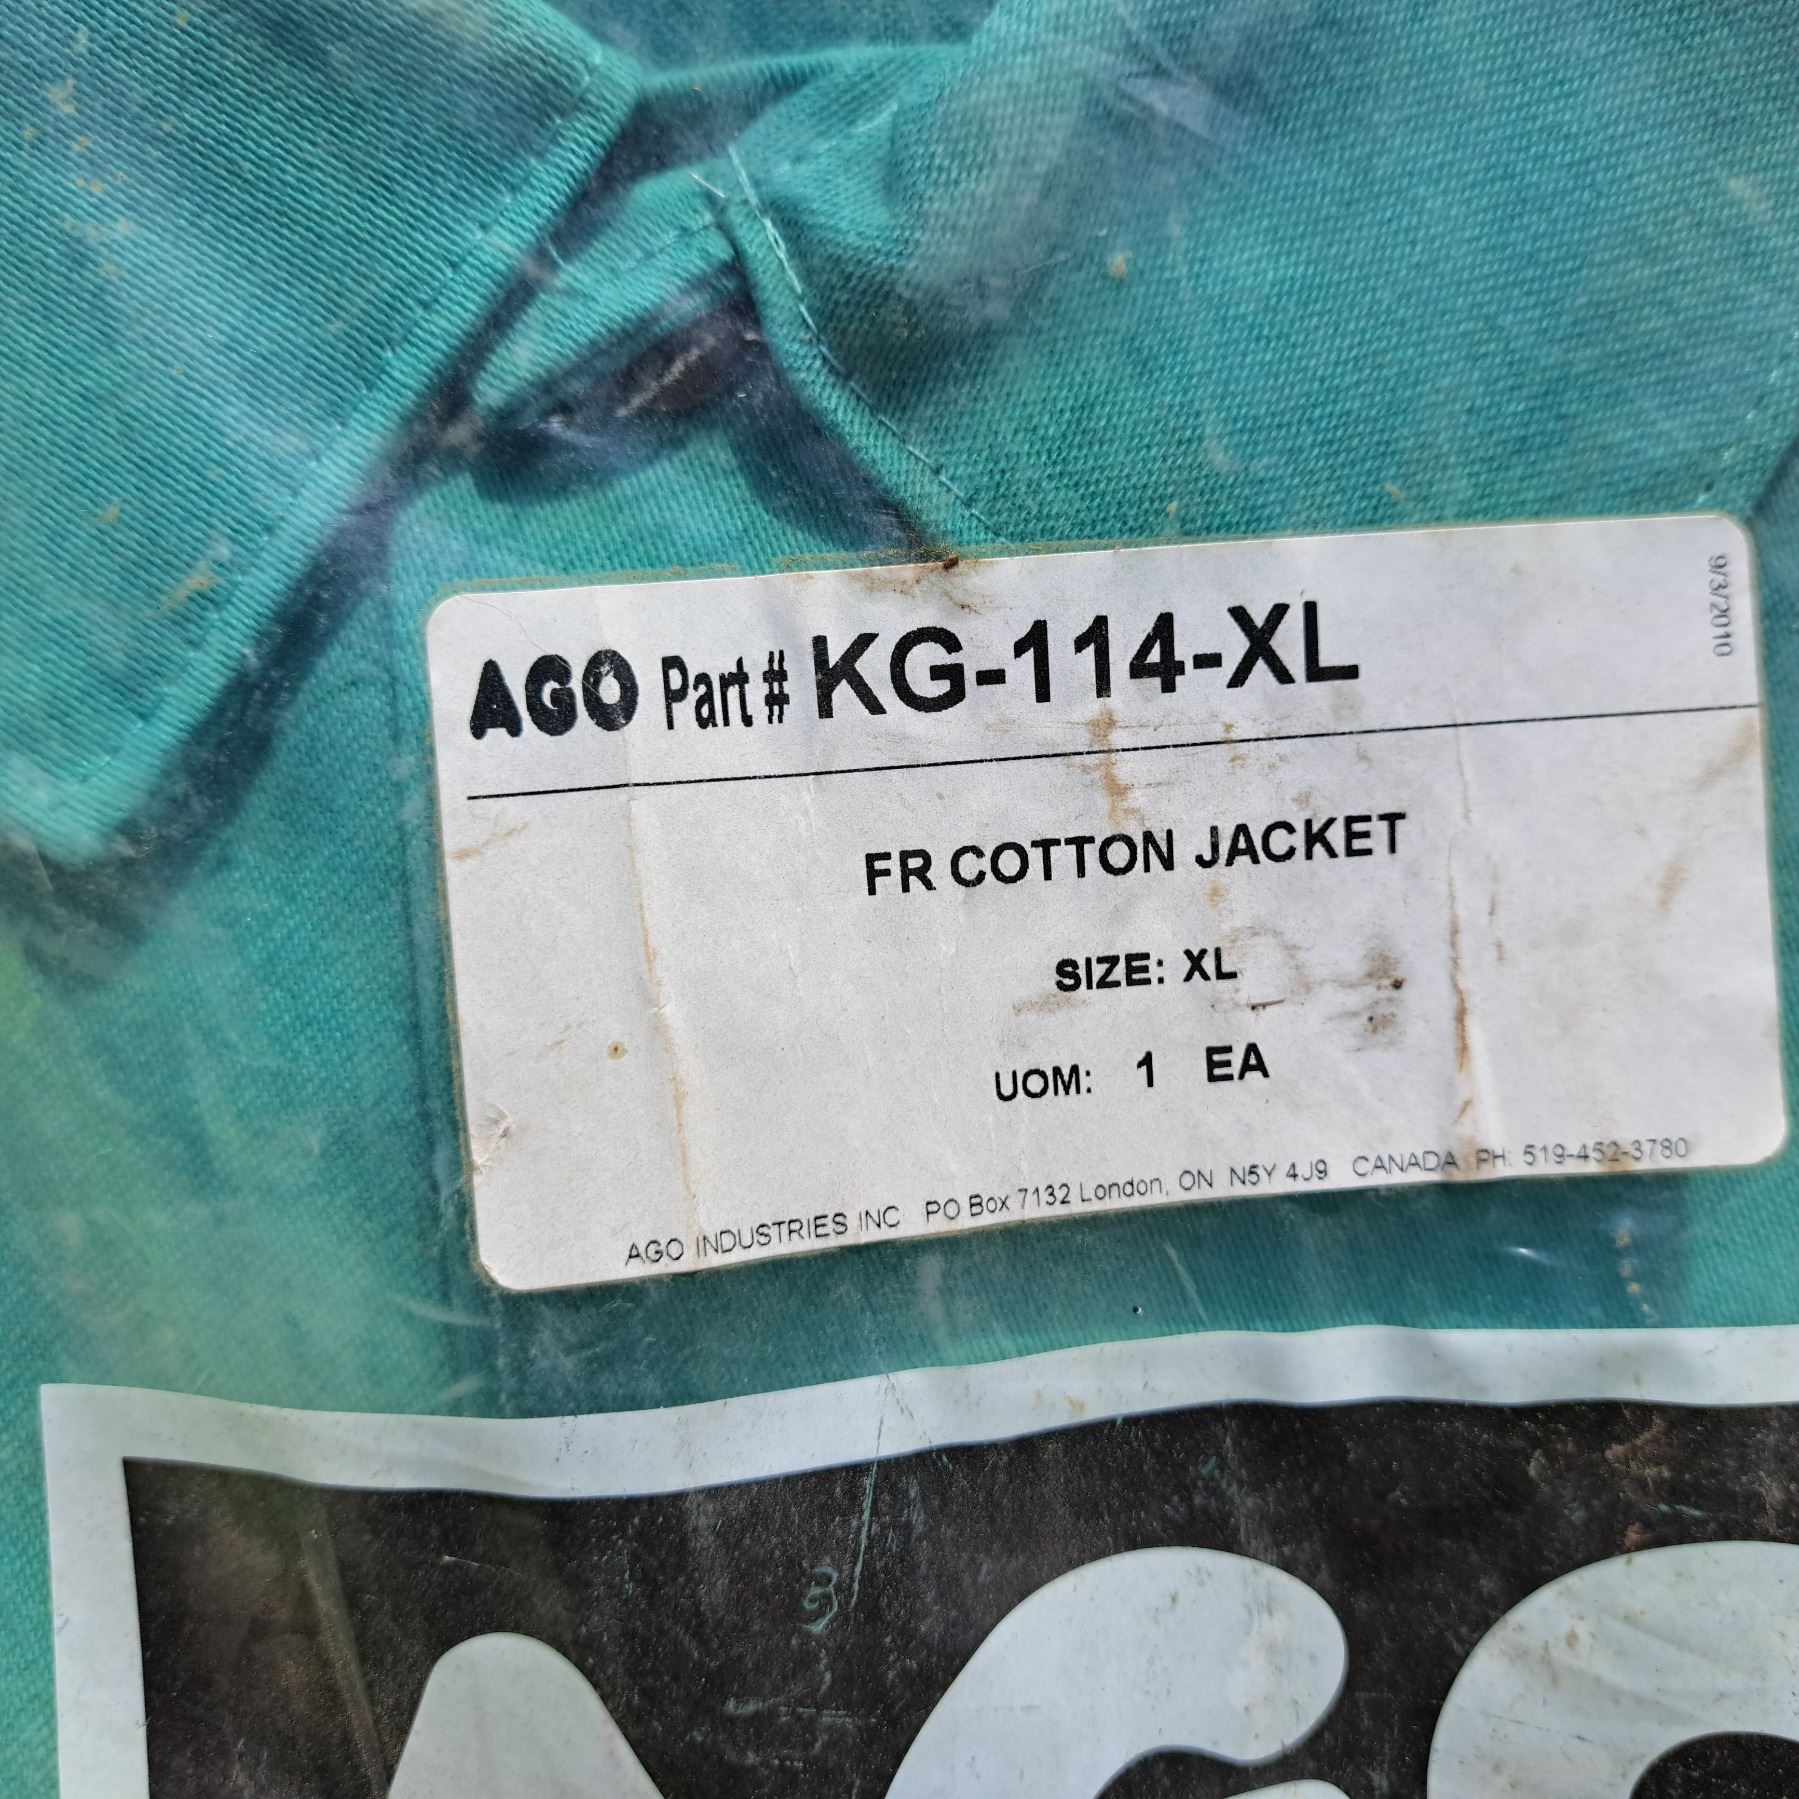 AGO Part # KG-114-XL
9/3/2010
FR COTTON JACKET
SIZE: XL
UOM: 1 EA
AGO INDUSTRIES INC PO Box 7132 London, ON N5Y 4J9 CANADA PH: 519-452-3780
AGO